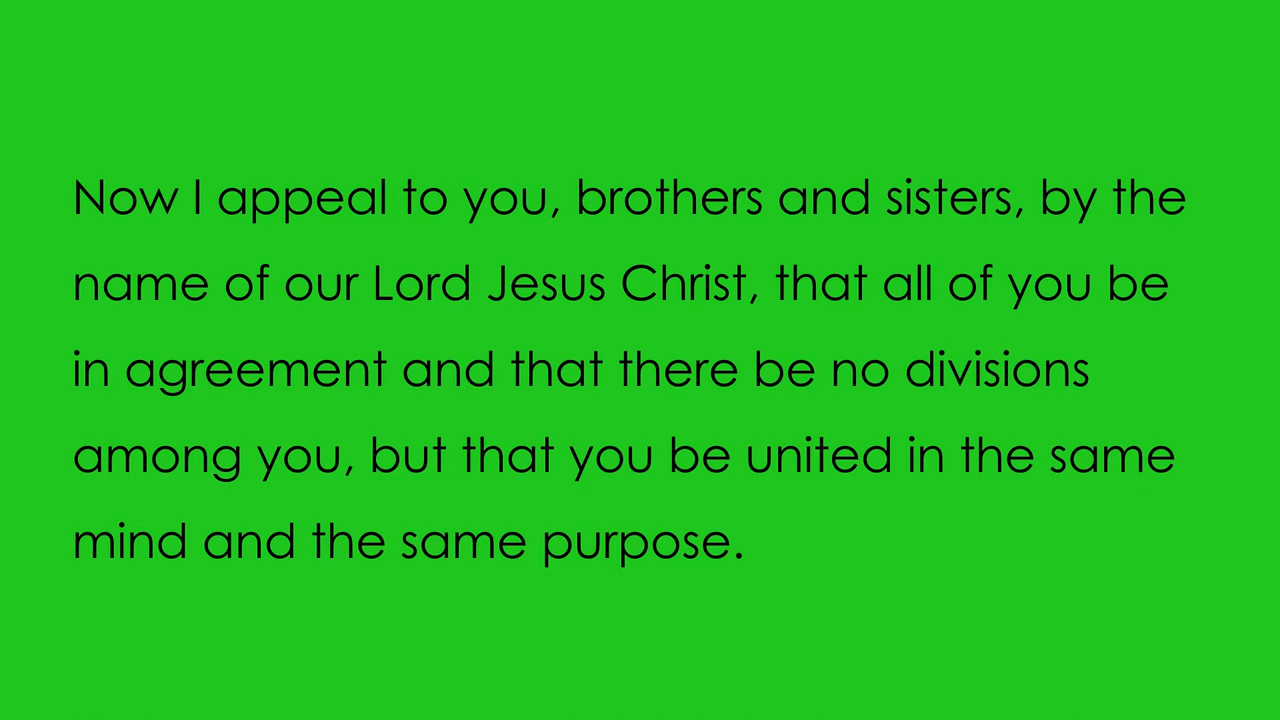 Now I appeal to you, brothers and sisters, by the
name of our Lord Jesus Christ, that all of you be
in agreement and that there be no divisions
among you, but that you be united in the same
mind and the same purpose.